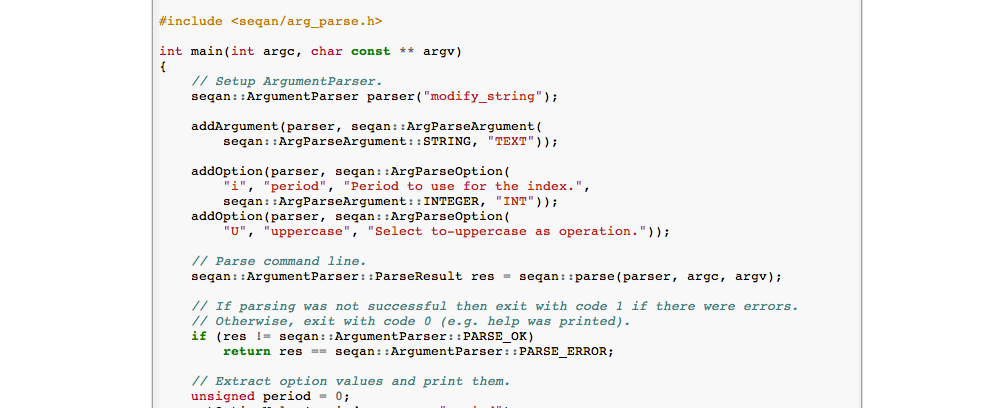 #include <seqan/arg_parse.h>
int main(int argc, char const ** argv)
{
// Setup ArgumentParser.
seqan::ArgumentParser parser("modify_string");
addArgument(parser, seqan::ArgParseArgument(
seqan::ArgParseArgument::STRING, "TEXT"));
addOption(parser, seqan::ArgParseOption(
"i", "period", "Period to use for the index.",
seqan::ArgParseArgument::INTEGER, "INT"));
addOption(parser, seqan::ArgParseOption(
"U", "uppercase", "Select to-uppercase as operation."));
// Parse command line.
seqan::ArgumentParser::ParseResult res = seqan::parse(parser, argc, argv);
// If parsing was not successful then exit with code 1 if there were errors.
// Otherwise, exit with code 0 (e.g. help was printed).
if (res != seqan::ArgumentParser::PARSE_OK)
return res == seqan::ArgumentParser::PARSE_ERROR;
// Extract option values and print them.
unsigned period = 0;